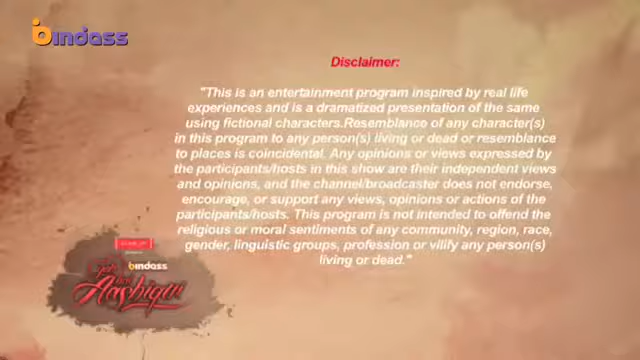 bindass
Disclaimer:
"This is an entertainment program inspired by real life
experiences and is a dramatized presentation of the same
using fictional characters.Resemblance of any character(s)
in this program to any person(s) living or dead or resemblance
to places is coincidental. Any opinions or views expressed by
the participants/hosts in this show are their independent views
and opinions, and the channel/broadcaster does not endorse,
encourage, or support any views, opinions or actions of the
participants/hosts. This program is not intended to offend the
religious or moral sentiments of any community, region, race,
gender, linguistic groups, profession or vilify any person(s)
living or dead."
bindass
Yeh
Aashiqui